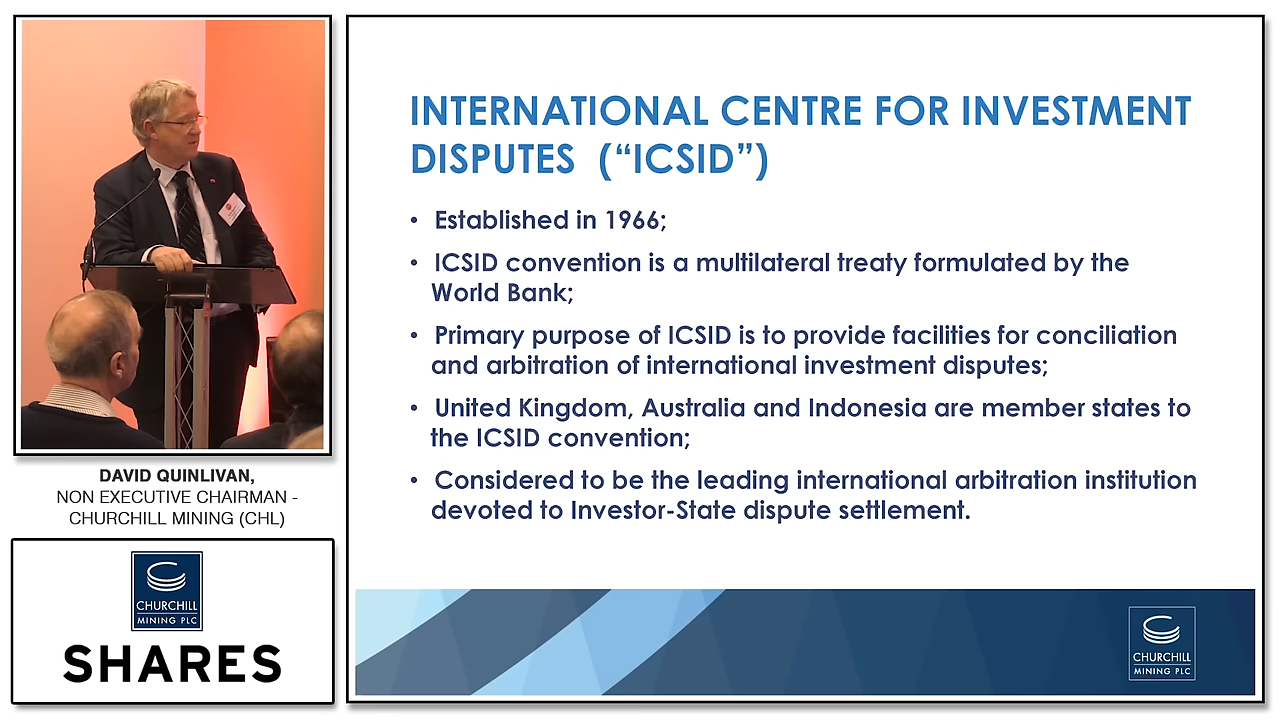 INTERNATIONAL CENTRE FOR INVESTMENT
DISPUTES (“ICSID”)
• Established in 1966;
• ICSID convention is a multilateral treaty formulated by the
World Bank;
• Primary purpose of ICSID is to provide facilities for conciliation
and arbitration of international investment disputes;
• United Kingdom, Australia and Indonesia are member states to
the ICSID convention;
• Considered to be the leading international arbitration institution
devoted to Investor-State dispute settlement.
DAVID QUINLIVAN,
NON EXECUTIVE CHAIRMAN -
CHURCHILL MINING (CHL)
CHURCHILL
MINING PLC
SHARES
CHURCHILL
MINING PLC